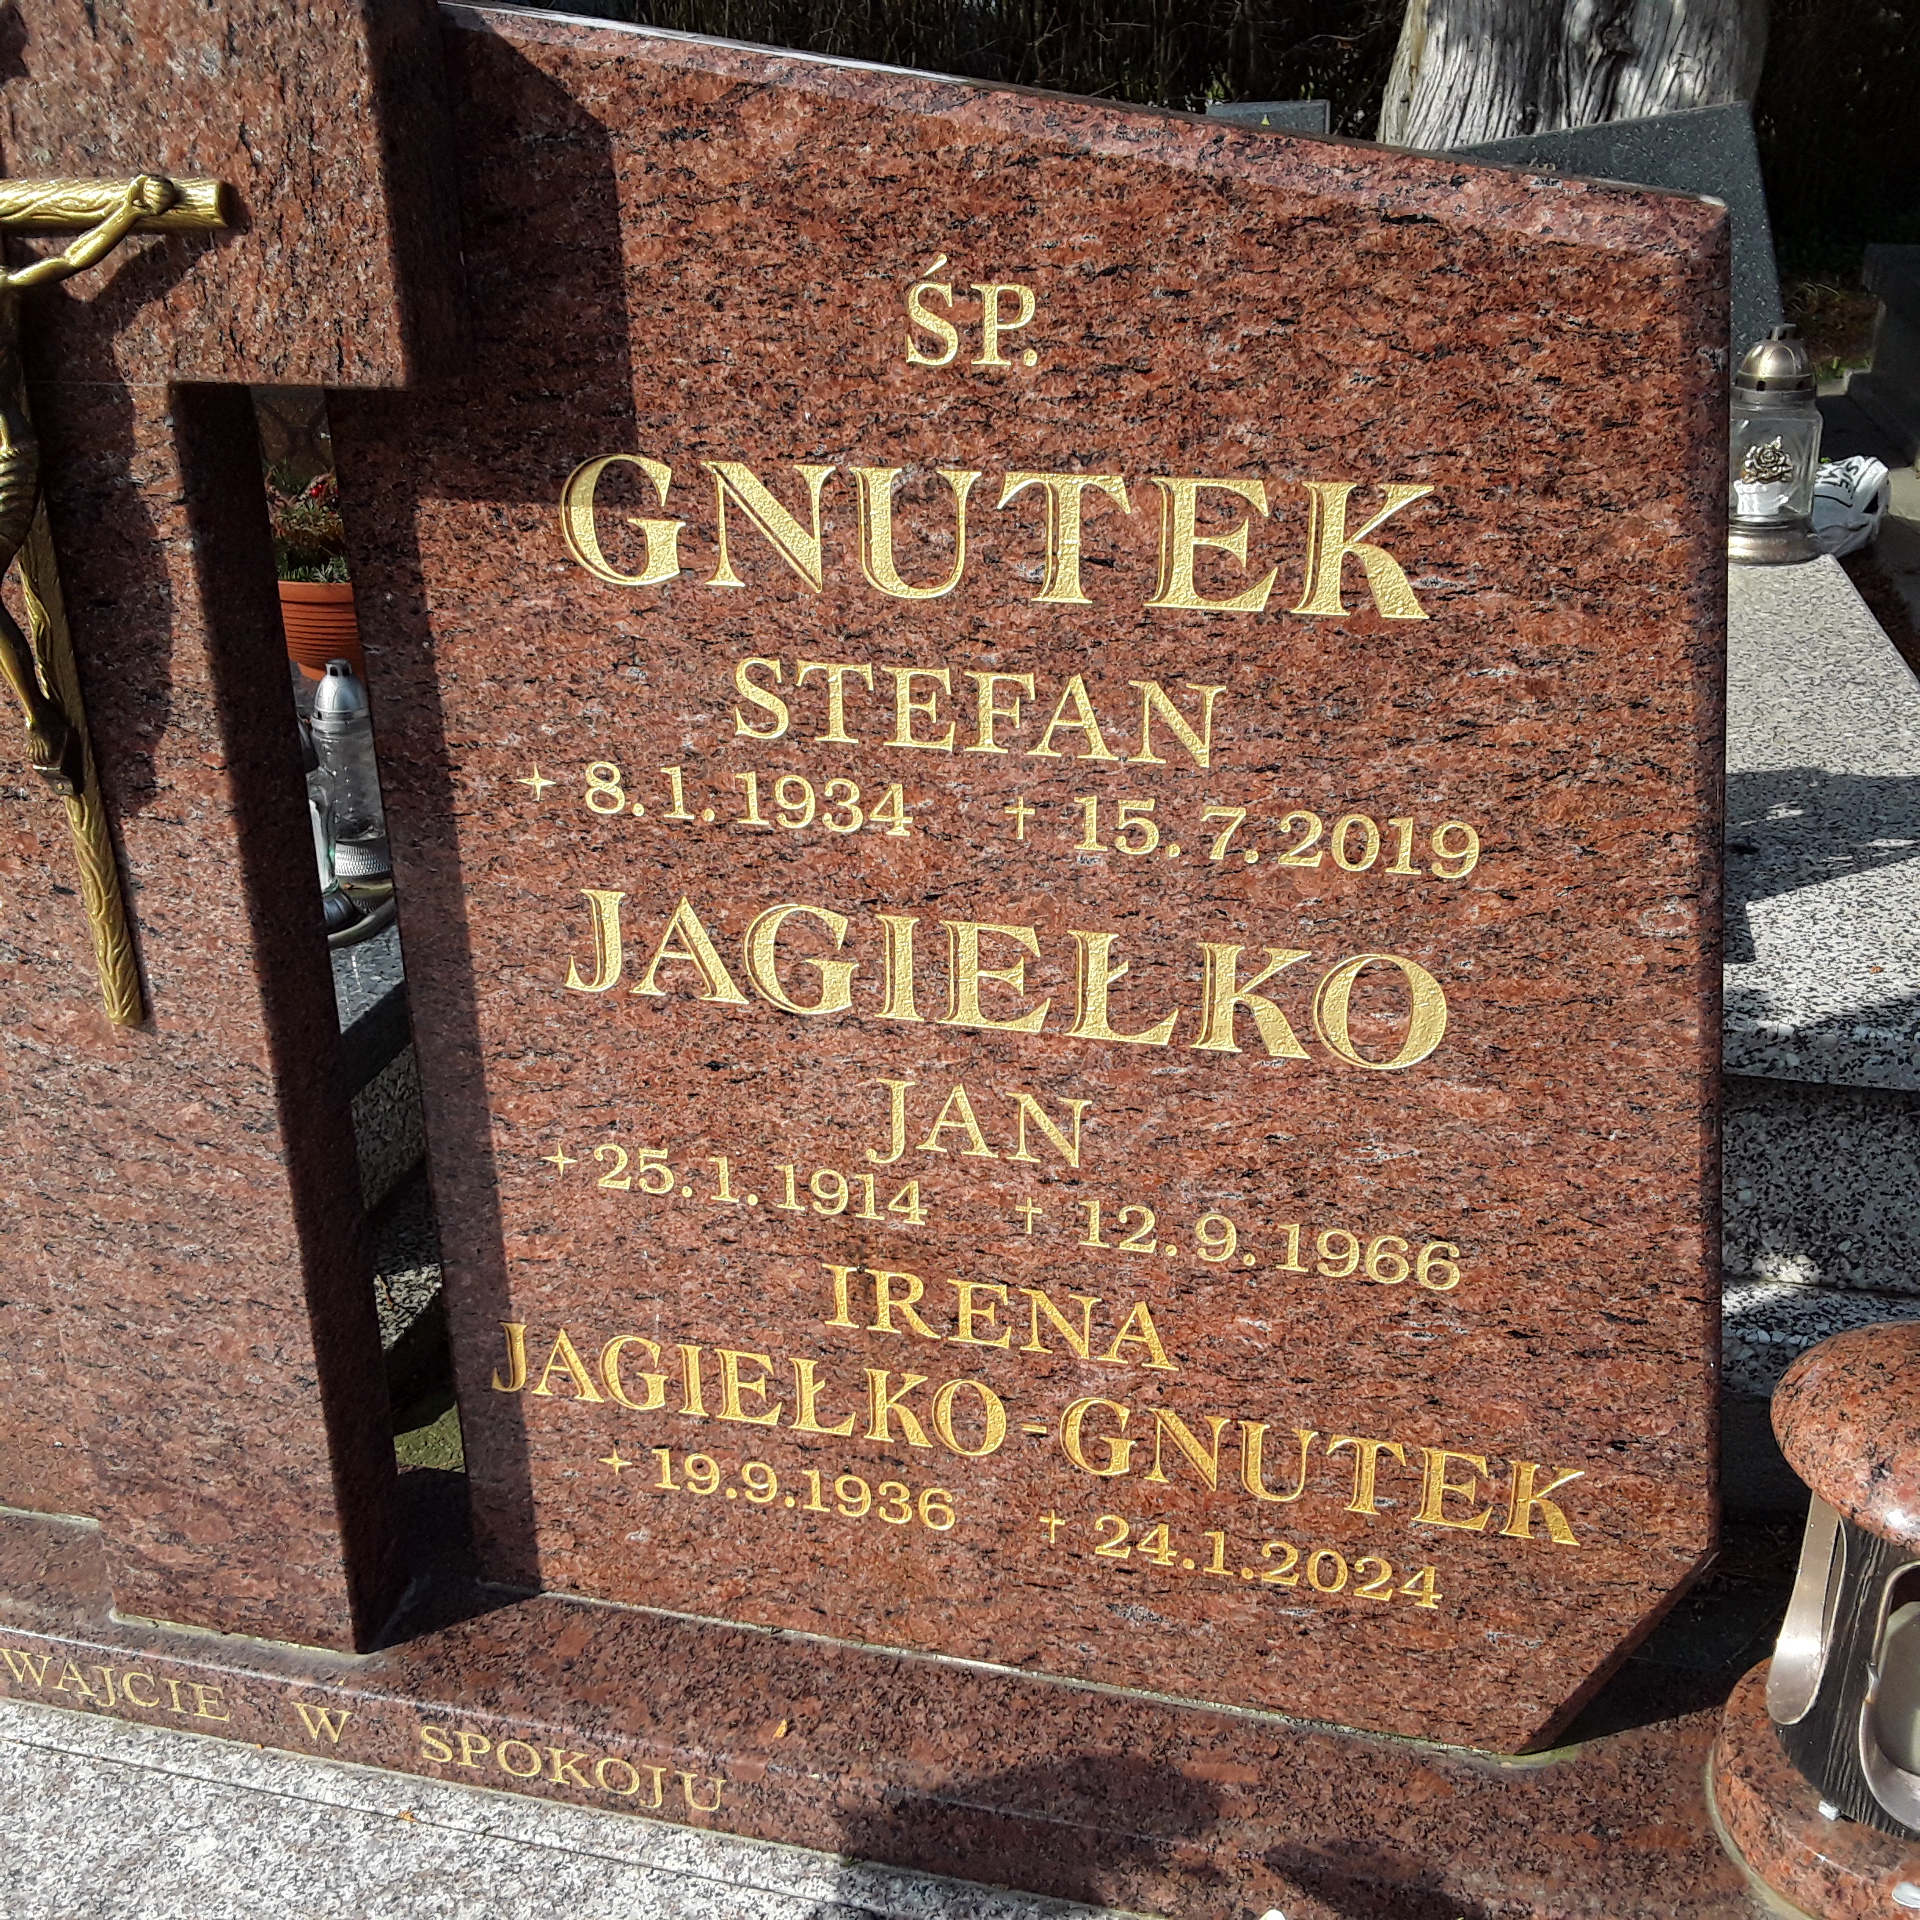 ŚP.
GNUTEK
STEFAN
8.1.1934 † 15.7.2019
JAGIEŁKO
JAN
25.1.1914 † 12.9.1966
IRENA
JAGIEŁKO-GNUTEK
19.9.1936 † 24.1.2024
W SPOKOJU